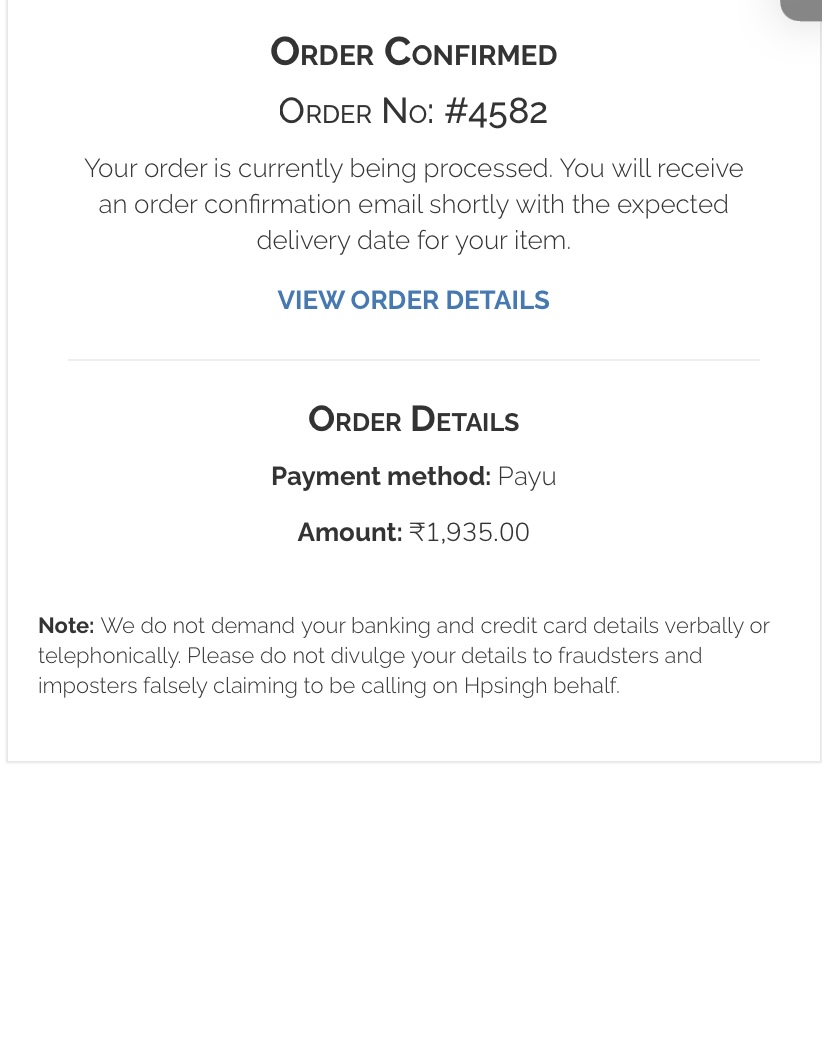 Order Confirmed
Order No: #4582
Your order is currently being processed. You will receive
an order confirmation email shortly with the expected
delivery date for your item.
VIEW ORDER DETAILS
Order Details
Payment method: Payu
Amount: ₹1,935.00
Note: We do not demand your banking and credit card details verbally or
telephonically. Please do not divulge your details to fraudsters and
imposters falsely claiming to be calling on Hpsingh behalf.